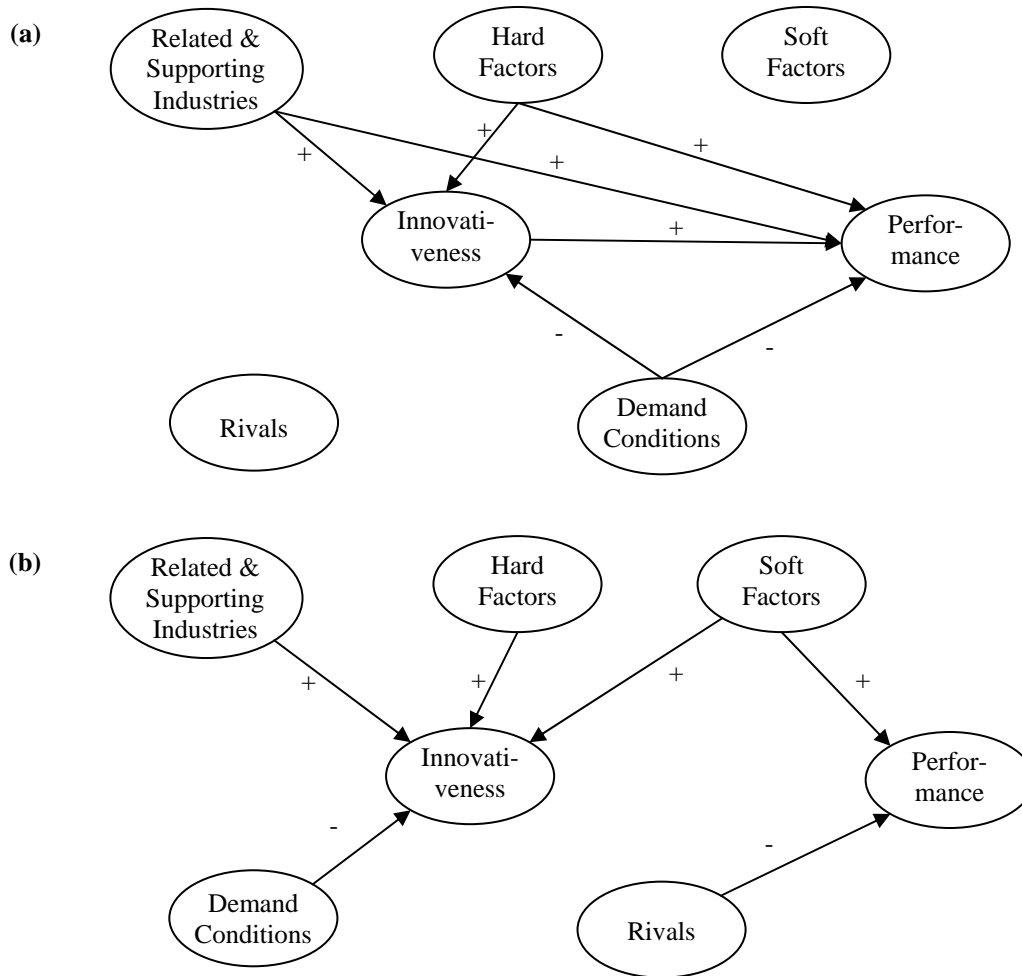 (a)
Related &
Supporting
Industries
Hard
Factors
Soft
Factors
+
+
+
+
Innovati-
veness
+
Perfor-
mance
-
-
Rivals
Demand
Conditions
(b)
Related &
Supporting
Industries
Hard
Factors
Soft
Factors
+
+
+
+
Innovati-
veness
Perfor-
mance
-
-
Demand
Conditions
Rivals